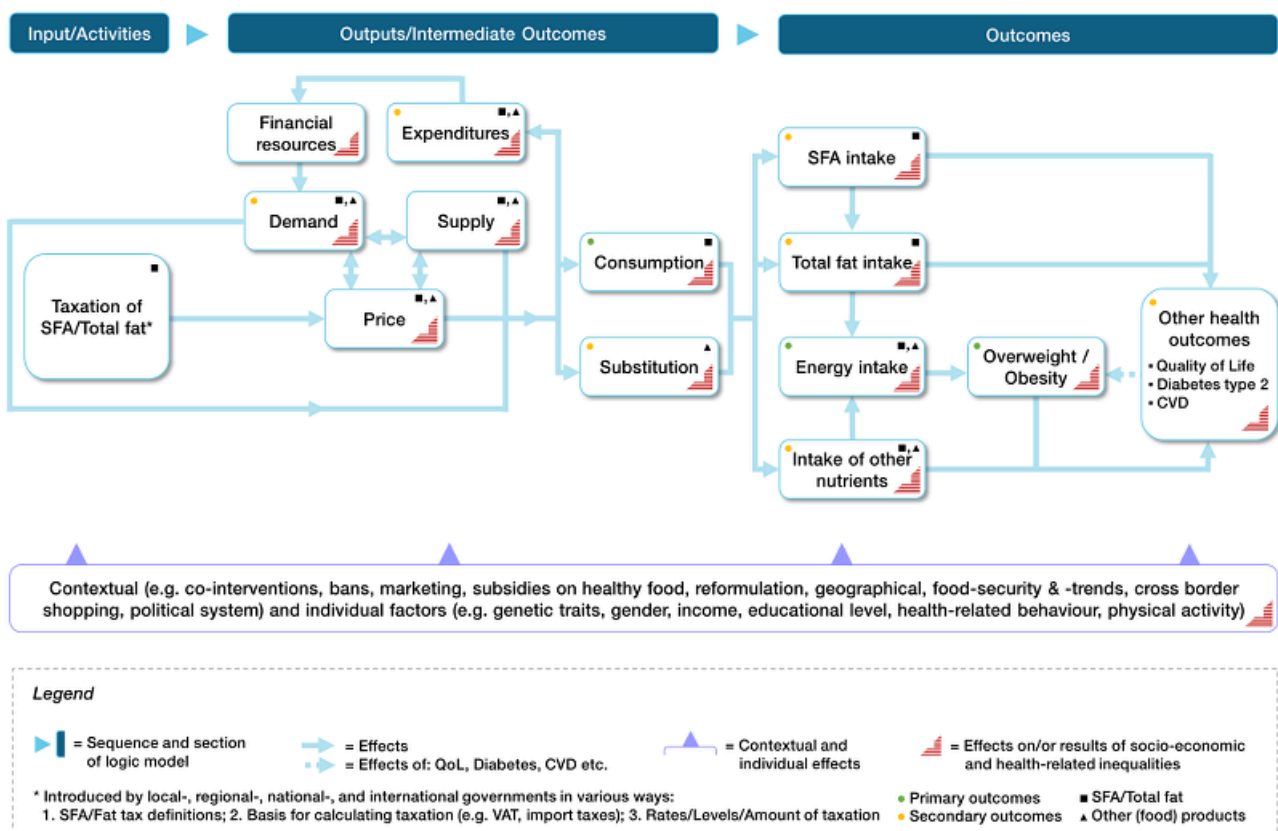 Input/Activities
Outputs/Intermediate Outcomes
Outcomes
Financial
resources
Expenditures
■,▲
Demand
■,▲
Supply
■,▲
Taxation of
SFA/Total fat*
■
Price
■,▲
Consumption
■
Substitution
▲
SFA intake
■
Total fat intake
■
Energy intake
■,▲
Intake of other
nutrients
■,▲
Overweight /
Obesity
Other health
outcomes
• Quality of Life
• Diabetes type 2
• CVD
Contextual (e.g. co-interventions, bans, marketing, subsidies on healthy food, reformulation, geographical, food-security & -trends, cross border
shopping, political system) and individual factors (e.g. genetic traits, gender, income, educational level, health-related behaviour, physical activity)
Legend
= Sequence and section
of logic model
= Effects
= Effects of: QoL, Diabetes, CVD etc.
= Contextual and
individual effects
= Effects on/or results of socio-economic
and health-related inequalities
* Introduced by local-, regional-, national-, and international governments in various ways:
1. SFA/Fat tax definitions; 2. Basis for calculating taxation (e.g. VAT, import taxes); 3. Rates/Levels/Amount of taxation
● Primary outcomes
● Secondary outcomes
■ SFA/Total fat
▲ Other (food) products